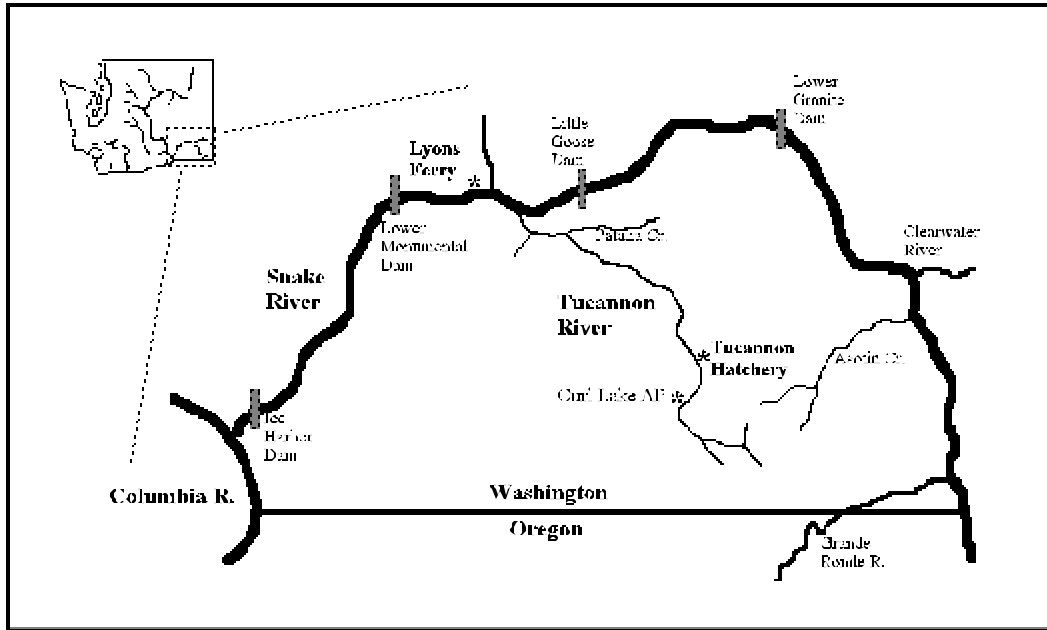 Lower
Granite
Dam
Little
Goose
Dam
Lyons
Ferry
Lower
Monumental
Dam
Pataha Cr.
Clearwater
River
Snake
River
Tucannon
River
Tucannon
Hatchery
Asotin Cr.
Curl Lake AP
Ice
Harbor
Dam
Columbia R.
Washington
Oregon
Grande
Ronde R.